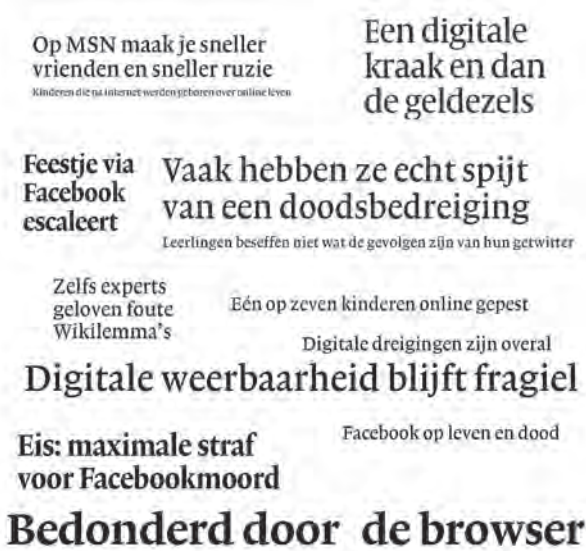 Op MSN maak je sneller
vrienden en sneller ruzie
Kinderen die na internet werden geboren over online leven
Een digitale
kraak en dan
de geldezels
Feestje via
Facebook
escaleert
Vaak hebben ze echt spijt
van een doodsbedreiging
Leerlingen beseffen niet wat de gevolgen zijn van hun getwitter
Zelfs experts
geloven foute
Wikilemma's
Eén op zeven kinderen online gepest
Digitale dreigingen zijn overal
Digitale weerbaarheid blijft fragiel
Facebook op leven en dood
Eis: maximale straf
voor Facebookmoord
Bedonderd door de browser